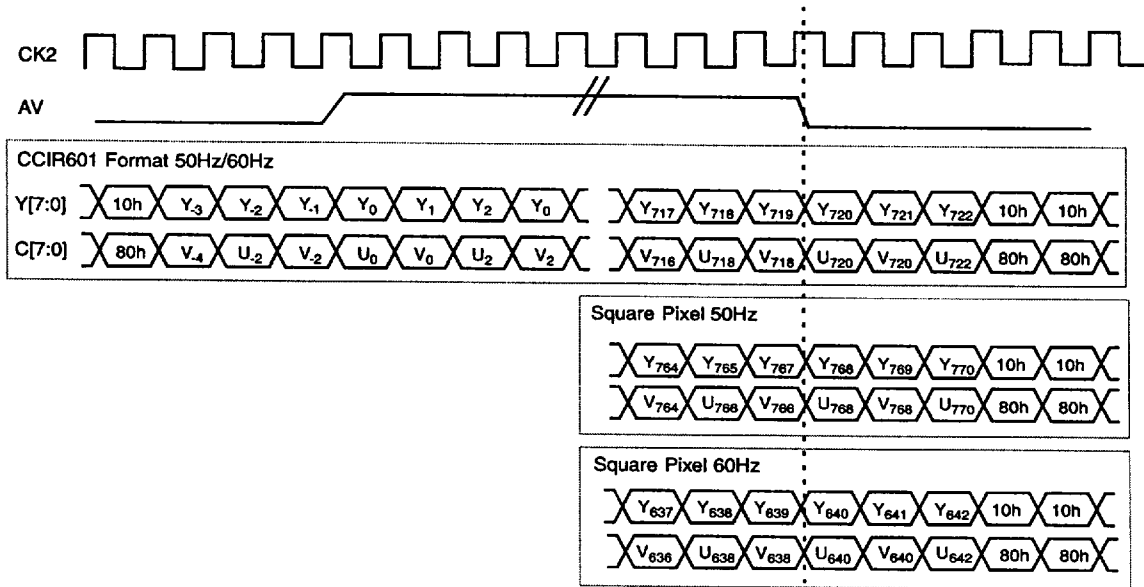 CK2
AV
CCIR601 Format 50Hz/60Hz
Y[7:0] 10h Y-3 Y-2 Y-1 Y0 Y1 Y2 Y0 Y717 Y718 Y719 Y720 Y721 Y722 10h 10h
C[7:0] 80h V-4 U-2 V-2 U0 V0 U2 V2 V716 U718 V718 U720 V720 U722 80h 80h
Square Pixel 50Hz
Y764 Y765 Y767 Y768 Y769 Y770 10h 10h
V764 U766 V766 U768 V768 U770 80h 80h
Square Pixel 60Hz
Y637 Y638 Y639 Y640 Y641 Y642 10h 10h
V636 U638 V638 U640 V640 U642 80h 80h